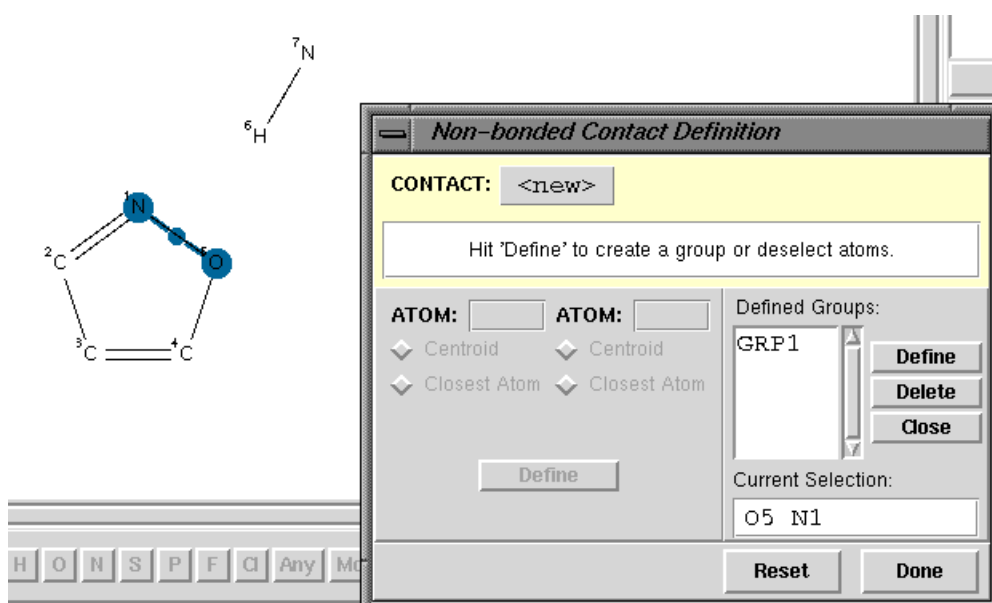 7N
6H
1N
2C
5O
3C
4C
Non-bonded Contact Definition
CONTACT: <new>
Hit 'Define' to create a group or deselect atoms.
ATOM: ATOM:
Centroid Centroid
Closest Atom Closest Atom
Define
Defined Groups:
GRP1
Define
Delete
Close
Current Selection:
O5 N1
H O N S P F Cl Any
Reset Done